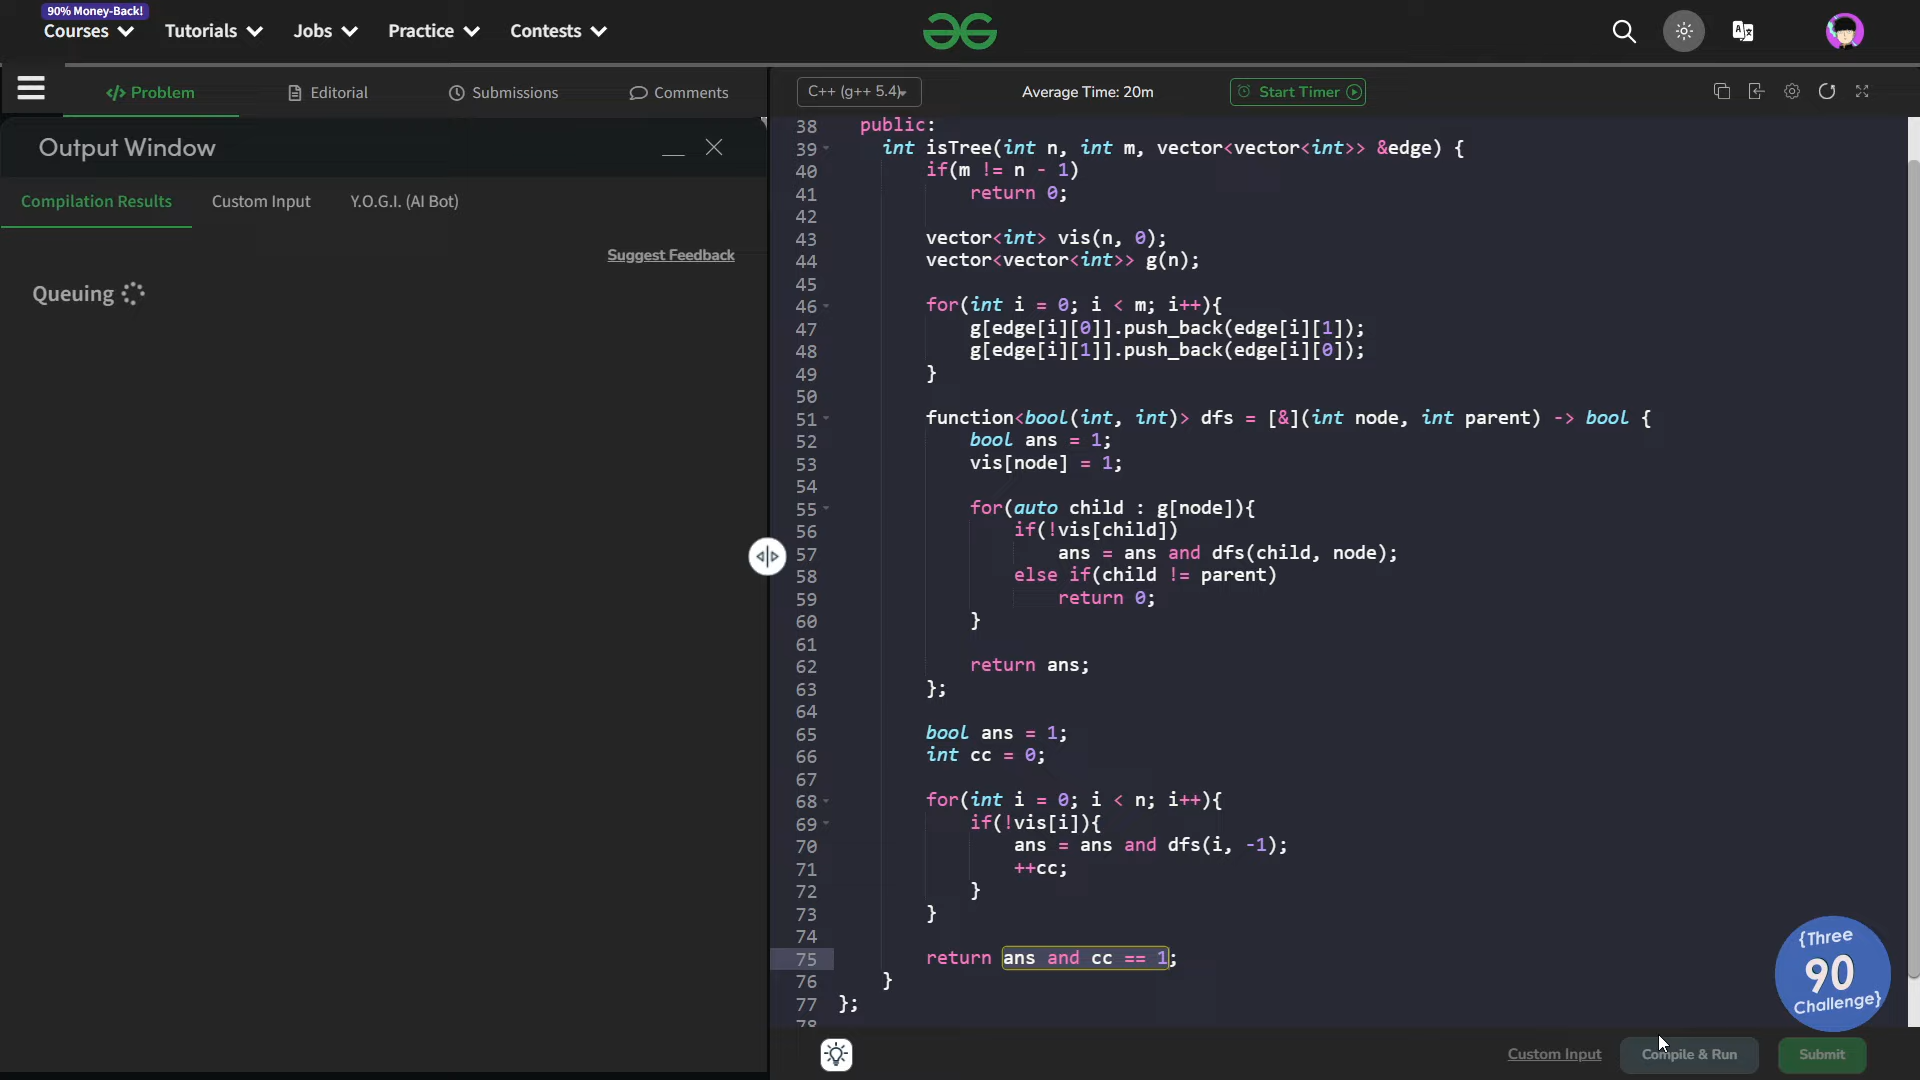 90% Money-Back!
Courses
Tutorials
Jobs
Practice
Contests
</> Problem
Editorial
Submissions
Comments
C++ (g++ 5.4)
Average Time: 20m
Start Timer
Output Window
Compilation Results
Custom Input
Y.O.G.I. (AI Bot)
Suggest Feedback
Queuing
38 public:
39 int isTree(int n, int m, vector<vector<int>> &edge) {
40 if(m != n - 1)
41 return 0;
42
43 vector<int> vis(n, 0);
44 vector<vector<int>> g(n);
45
46 for(int i = 0; i < m; i++){
47 g[edge[i][0]].push_back(edge[i][1]);
48 g[edge[i][1]].push_back(edge[i][0]);
49 }
50
51 function<bool(int, int)> dfs = [&](int node, int parent) -> bool {
52 bool ans = 1;
53 vis[node] = 1;
54
55 for(auto child : g[node]){
56 if(!vis[child])
57 ans = ans and dfs(child, node);
58 else if(child != parent)
59 return 0;
60 }
61
62 return ans;
63 };
64
65 bool ans = 1;
66 int cc = 0;
67
68 for(int i = 0; i < n; i++){
69 if(!vis[i]){
70 ans = ans and dfs(i, -1);
71 ++cc;
72 }
73 }
74
75 return ans and cc == 1;
76 }
77 };
78
{Three
90
Challenge}
Custom Input
Compile & Run
Submit